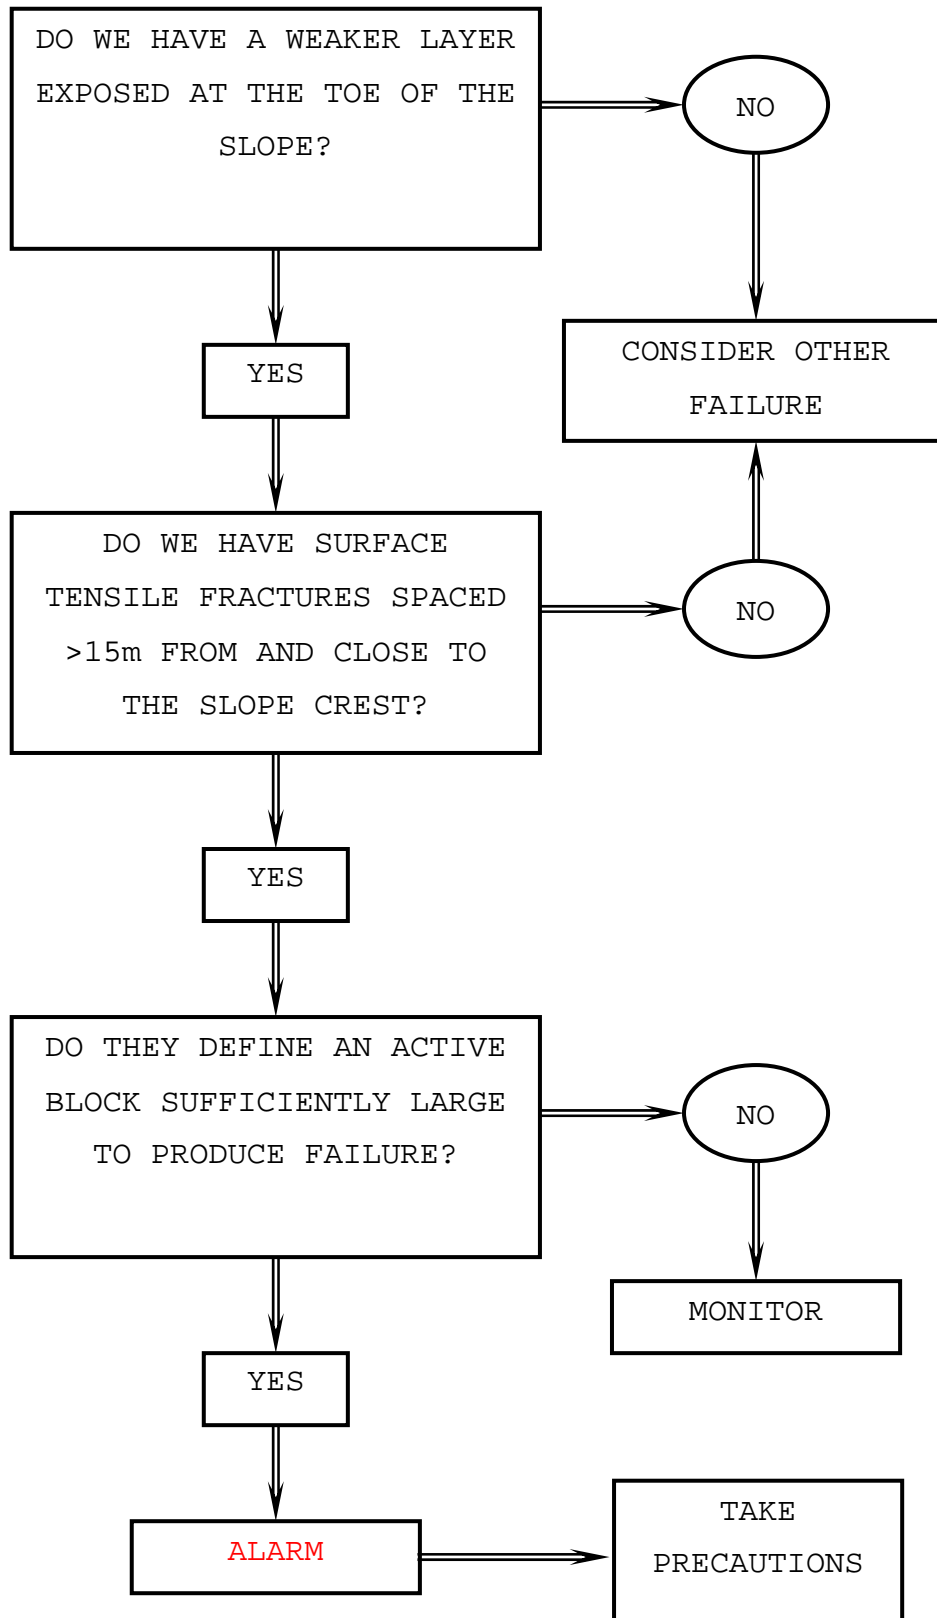 DO WE HAVE A WEAKER LAYER
EXPOSED AT THE TOE OF THE
SLOPE?
NO
YES
CONSIDER OTHER
FAILURE
DO WE HAVE SURFACE
TENSILE FRACTURES SPACED
>15m FROM AND CLOSE TO
THE SLOPE CREST?
NO
YES
DO THEY DEFINE AN ACTIVE
BLOCK SUFFICIENTLY LARGE
TO PRODUCE FAILURE?
NO
MONITOR
YES
ALARM
TAKE
PRECAUTIONS